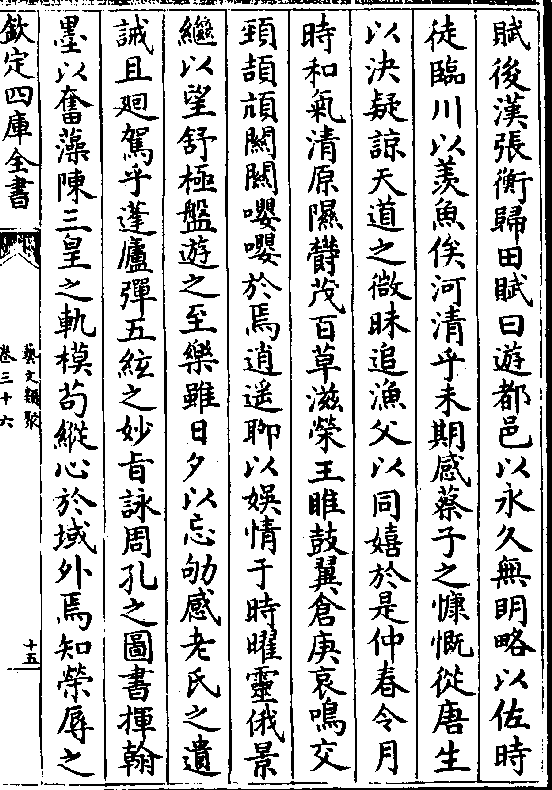 賦後漢張衡歸田賦曰遊都邑以永久無明略以佐時
徒臨川以羨魚俟河清乎未期感蔡子之慷慨從唐生
以決疑諒天道之微昧追漁父以同嬉於是仲春令月
時和氣清原隰欝茂百草滋榮王睢鼓翼倉庚哀鳴交
頸頡頏關關嚶嚶於焉逍遥聊以娛情于時曜靈俄景
繼以望舒極盤遊之至樂雖日夕以忘劬感老氏之遺
誡且廻駕乎蓬廬彈五絃之妙㫖詠周孔之圖書揮翰
墨以奮藻陳三皇之軌模苟縱心於域外焉知榮辱之
欽定四庫全書
藝文類聚
卷三十六
十五